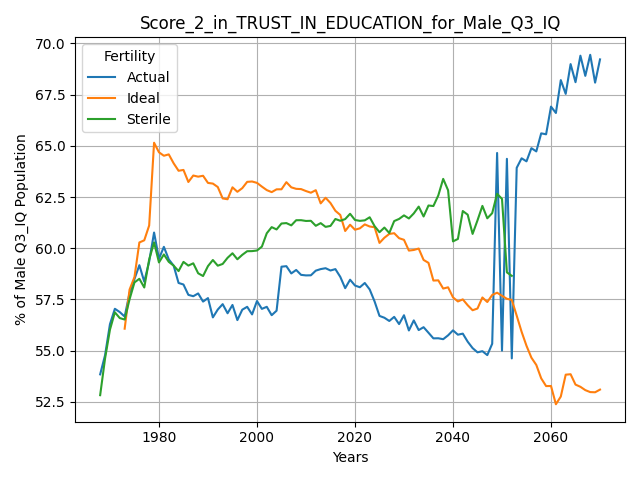 Score_2_in_TRUST_IN_EDUCATION_for_Male_Q3_IQ
Fertility
Actual
Ideal
Sterile
% of Male Q3_IQ Population
70.0
67.5
65.0
62.5
60.0
57.5
55.0
52.5
1980
2000
2020
2040
2060
Years